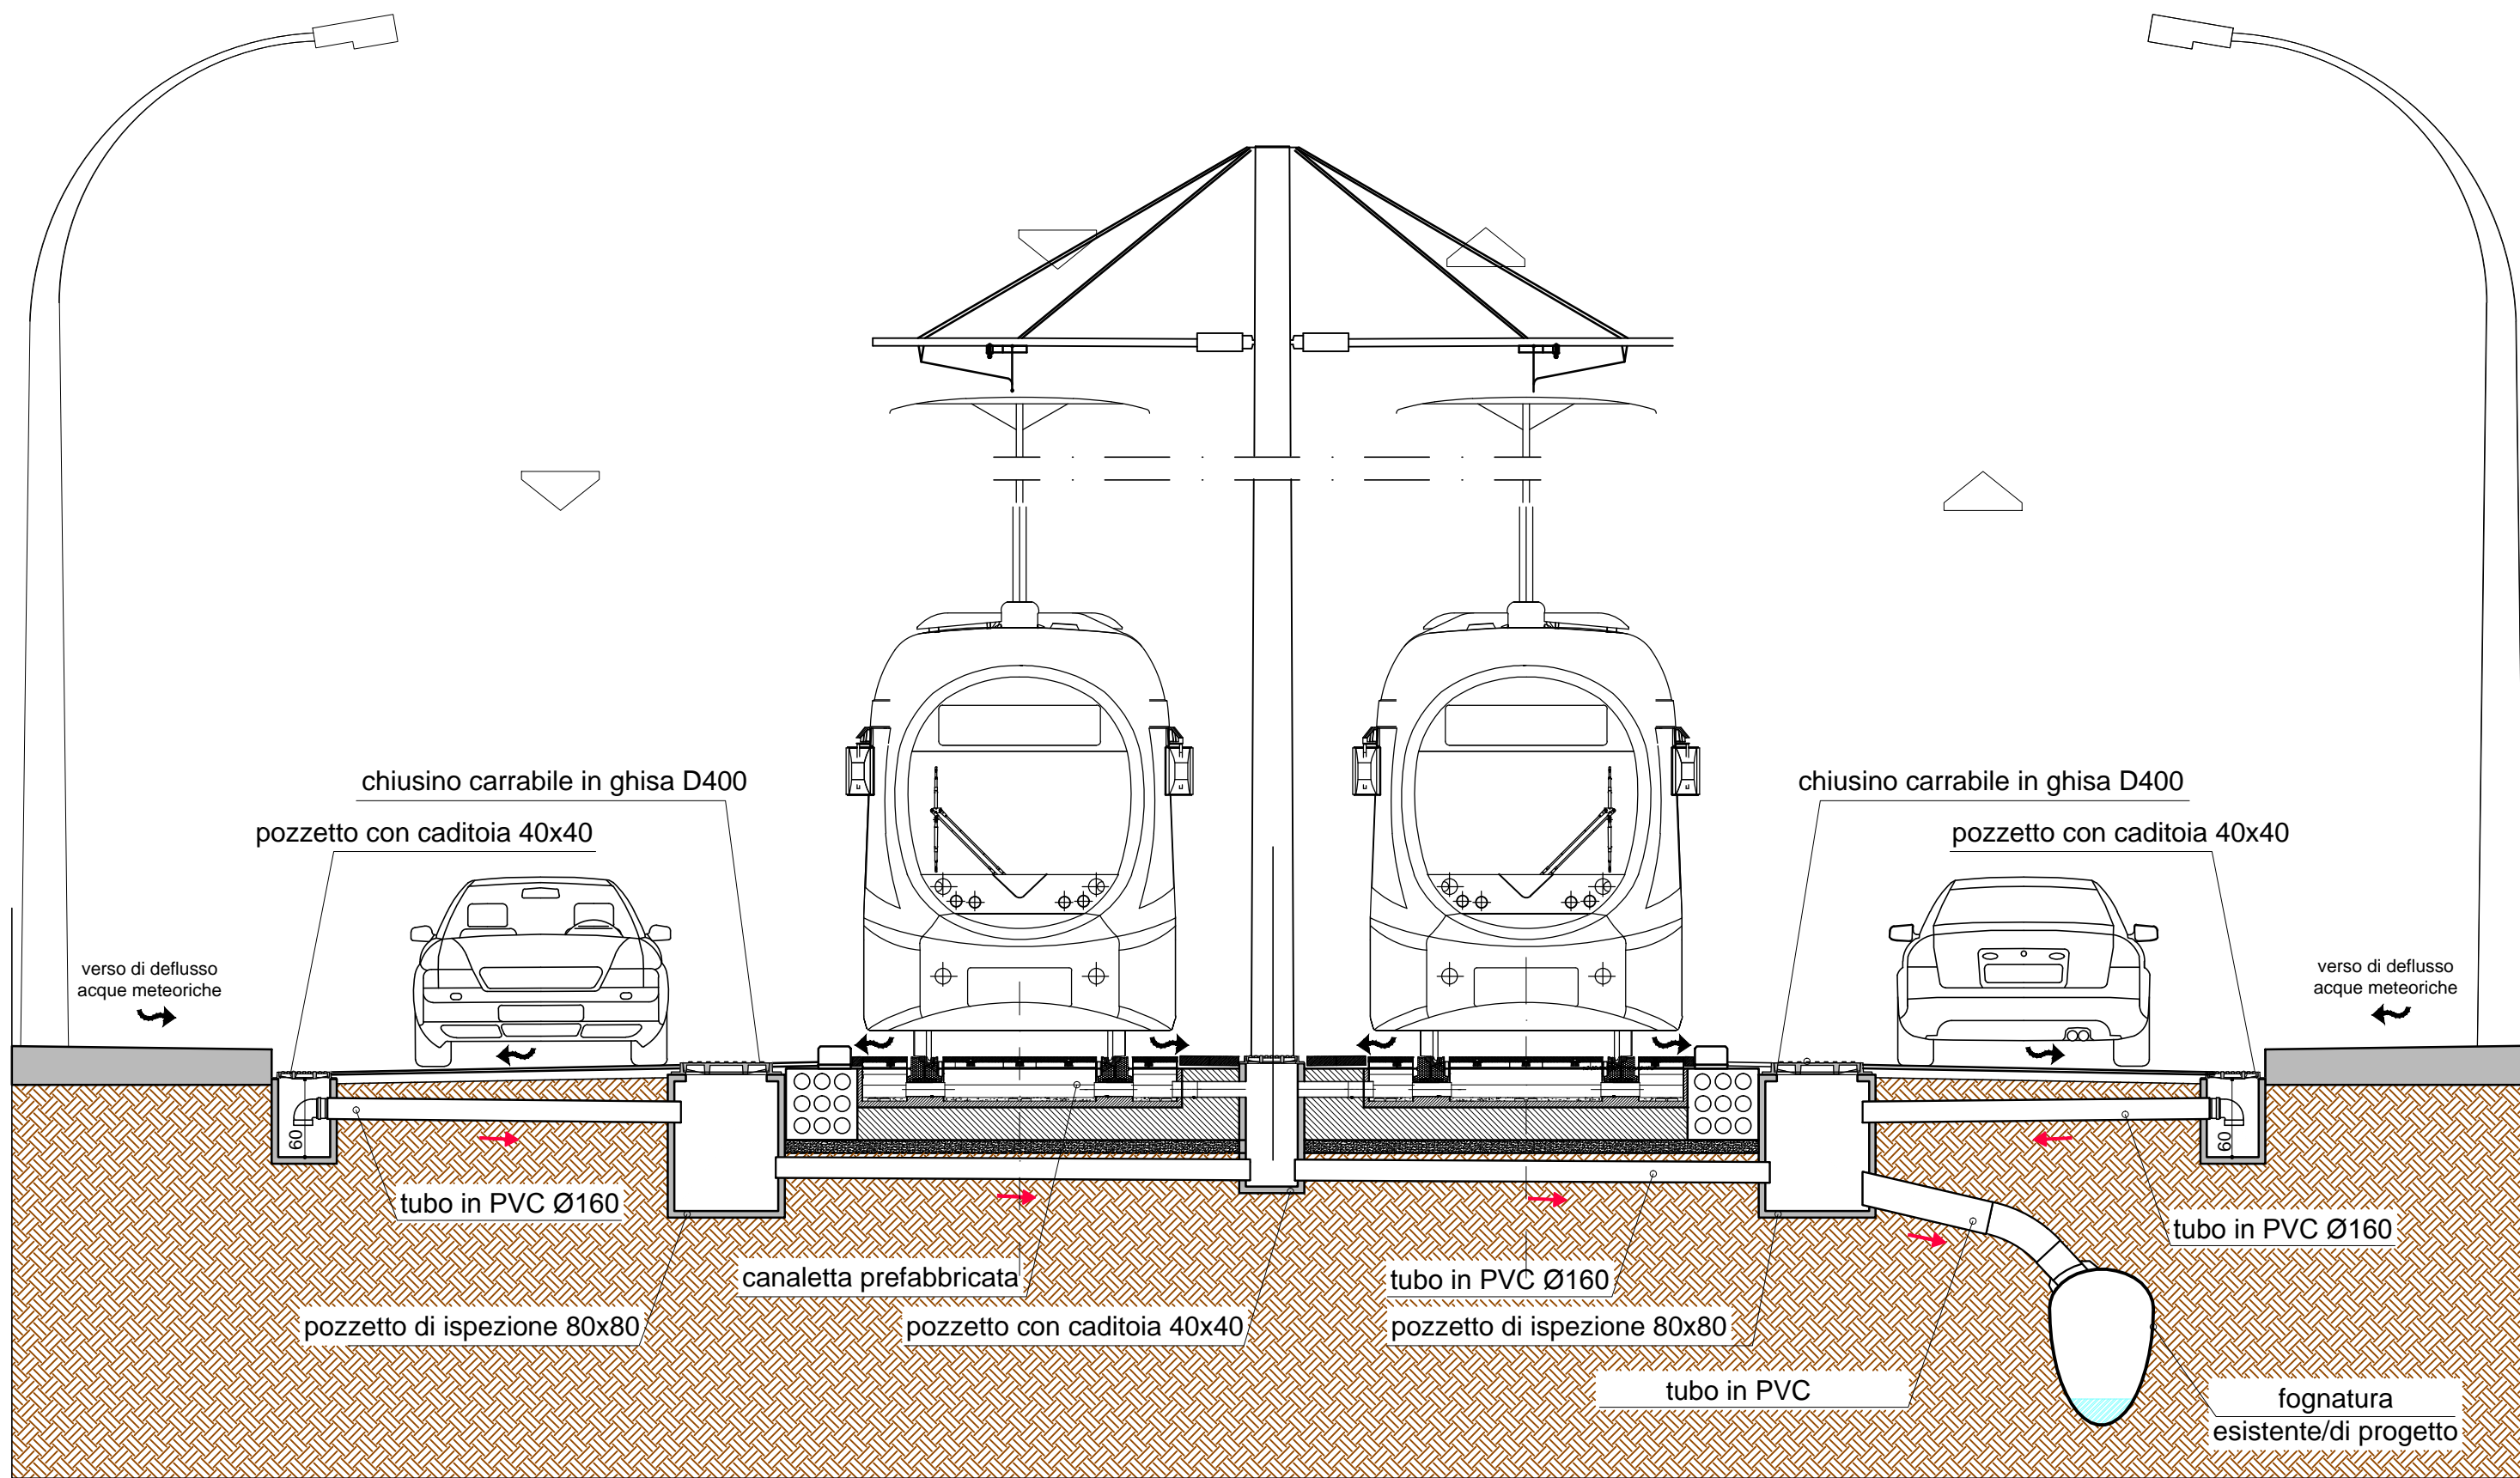 chiusino carrabile in ghisa D400
chiusino carrabile in ghisa D400
pozzetto con caditoia 40x40
pozzetto con caditoia 40x40
verso di deflusso
acque meteoriche
verso di deflusso
acque meteoriche
60
60
tubo in PVC Ø160
tubo in PVC Ø160
canaletta prefabbricata
tubo in PVC Ø160
pozzetto di ispezione 80x80
pozzetto con caditoia 40x40
pozzetto di ispezione 80x80
tubo in PVC
fognatura
esistente/di progetto